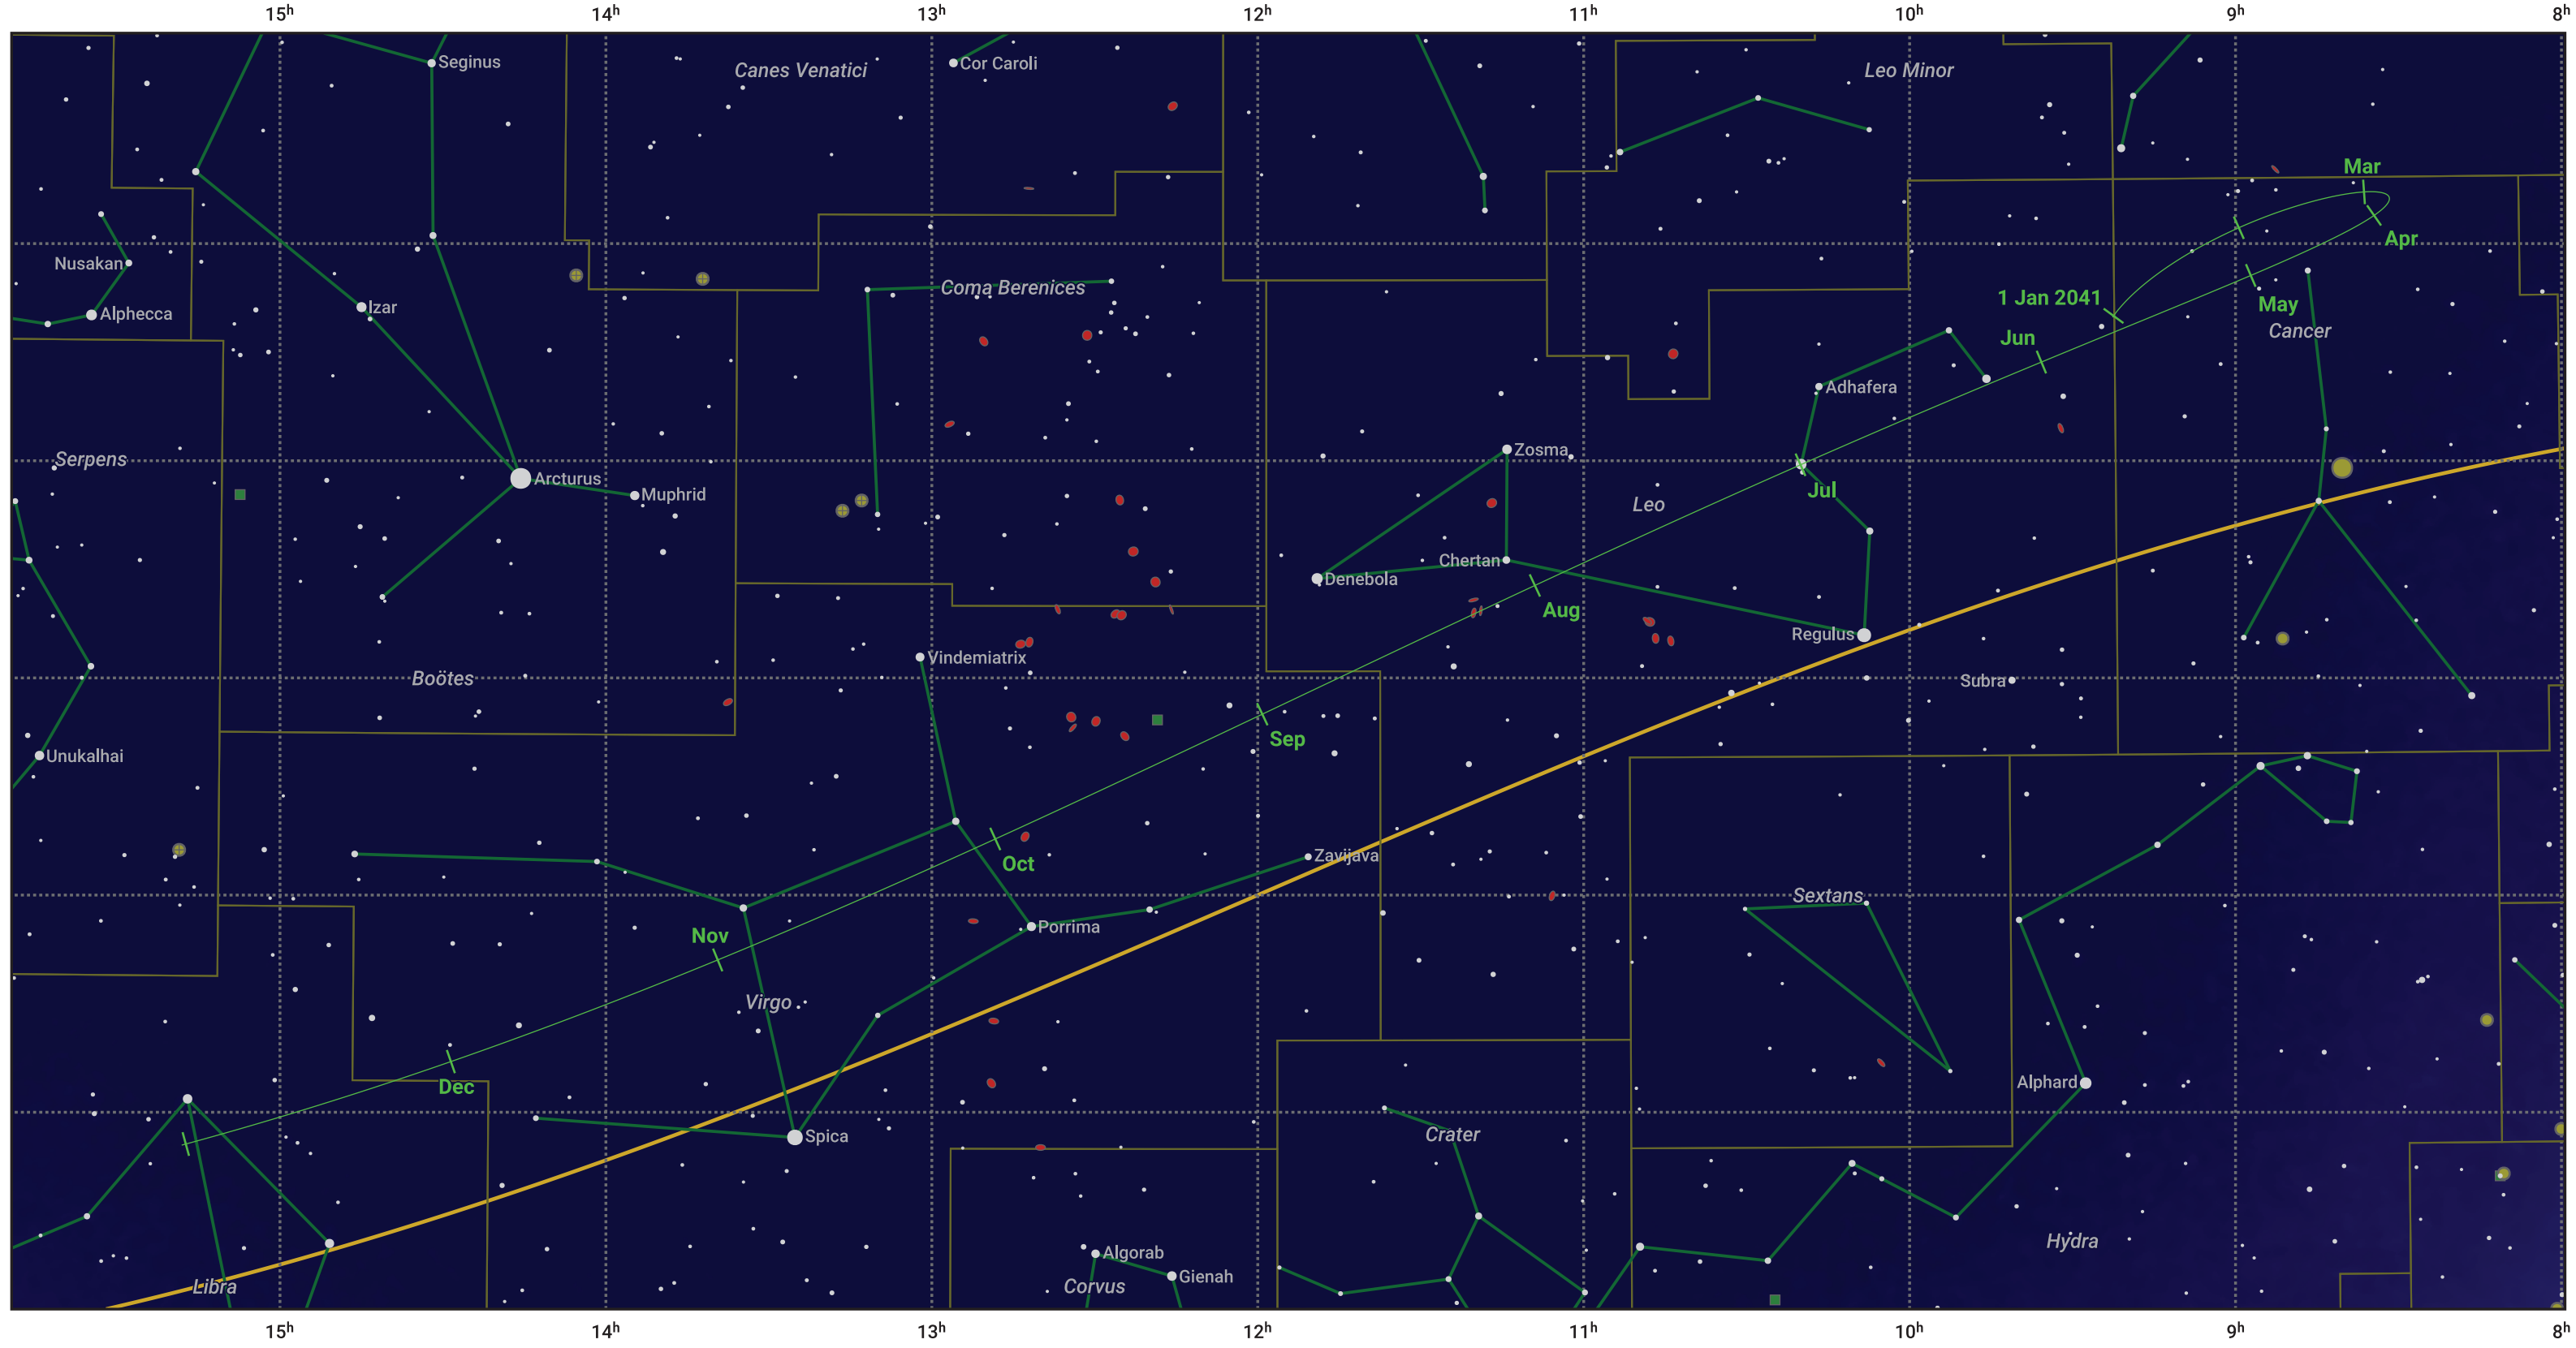 15ʰ 14ʰ 13ʰ 12ʰ 11ʰ 10ʰ 9ʰ 8ʰ
Seginus
Cor Caroli
Canes Venatici
Leo Minor
Mar
Apr
Nusakan
Coma Berenices
1 Jan 2041
May
Izar
Alphecca
Cancer
Jun
Adhafera
Zosma
Serpens
Arcturus
Muphrid
Jul
Leo
Chertan
Denebola
Aug
Regulus
Vindemiatrix
Boötes
Subra
Sep
Unukalhai
Zavijava
Oct
Sextans
Porrima
Nov
Virgo
Alphard
Dec
Crater
Spica
Hydra
Algorab
Gienah
Libra
Corvus
15ʰ 14ʰ 13ʰ 12ʰ 11ʰ 10ʰ 9ʰ 8ʰ